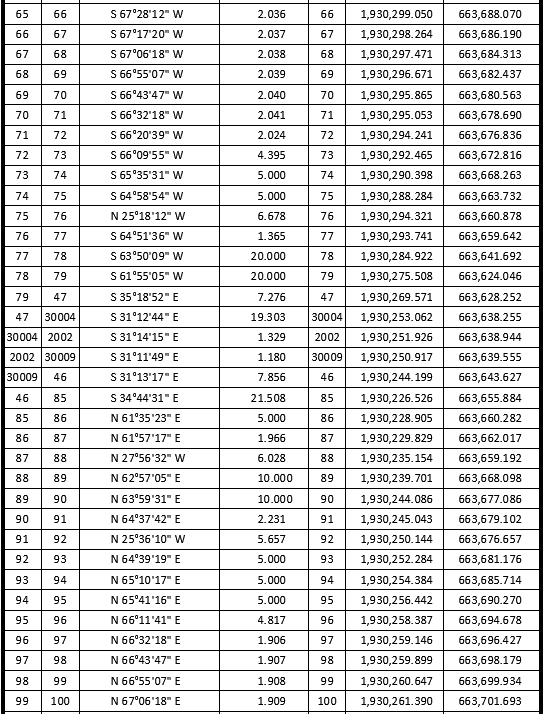 65 66 S 67°28'12" W 2.036 66 1,930,299.050 663,688.070
66 67 S 67°17'20" W 2.037 67 1,930,298.264 663,686.190
67 68 S 67°06'18" W 2.038 68 1,930,297.471 663,684.313
68 69 S 66°55'07" W 2.039 69 1,930,296.671 663,682.437
69 70 S 66°43'47" W 2.040 70 1,930,295.865 663,680.563
70 71 S 66°32'18" W 2.041 71 1,930,295.053 663,678.690
71 72 S 66°20'39" W 2.024 72 1,930,294.241 663,676.836
72 73 S 66°09'55" W 4.395 73 1,930,292.465 663,672.816
73 74 S 65°35'31" W 5.000 74 1,930,290.398 663,668.263
74 75 S 64°58'54" W 5.000 75 1,930,288.284 663,663.732
75 76 N 25°18'12" W 6.678 76 1,930,294.321 663,660.878
76 77 S 64°51'36" W 1.365 77 1,930,293.741 663,659.642
77 78 S 63°50'09" W 20.000 78 1,930,284.922 663,641.692
78 79 S 61°55'05" W 20.000 79 1,930,275.508 663,624.046
79 47 S 35°18'52" E 7.276 47 1,930,269.571 663,628.252
47 30004 S 31°12'44" E 19.303 30004 1,930,253.062 663,638.255
30004 2002 S 31°14'15" E 1.329 2002 1,930,251.926 663,638.944
2002 30009 S 31°11'49" E 1.180 30009 1,930,250.917 663,639.555
30009 46 S 31°13'17" E 7.856 46 1,930,244.199 663,643.627
46 85 S 34°44'31" E 21.508 85 1,930,226.526 663,655.884
85 86 N 61°35'23" E 5.000 86 1,930,228.905 663,660.282
86 87 N 61°57'17" E 1.966 87 1,930,229.829 663,662.017
87 88 N 27°56'32" W 6.028 88 1,930,235.154 663,659.192
88 89 N 62°57'05" E 10.000 89 1,930,239.701 663,668.098
89 90 N 63°59'31" E 10.000 90 1,930,244.086 663,677.086
90 91 N 64°37'42" E 2.231 91 1,930,245.043 663,679.102
91 92 N 25°36'10" W 5.657 92 1,930,250.144 663,676.657
92 93 N 64°39'19" E 5.000 93 1,930,252.284 663,681.176
93 94 N 65°10'17" E 5.000 94 1,930,254.384 663,685.714
94 95 N 65°41'16" E 5.000 95 1,930,256.442 663,690.270
95 96 N 66°11'41" E 4.817 96 1,930,258.387 663,694.678
96 97 N 66°32'18" E 1.906 97 1,930,259.146 663,696.427
97 98 N 66°43'47" E 1.907 98 1,930,259.899 663,698.179
98 99 N 66°55'07" E 1.908 99 1,930,260.647 663,699.934
99 100 N 67°06'18" E 1.909 100 1,930,261.390 663,701.693